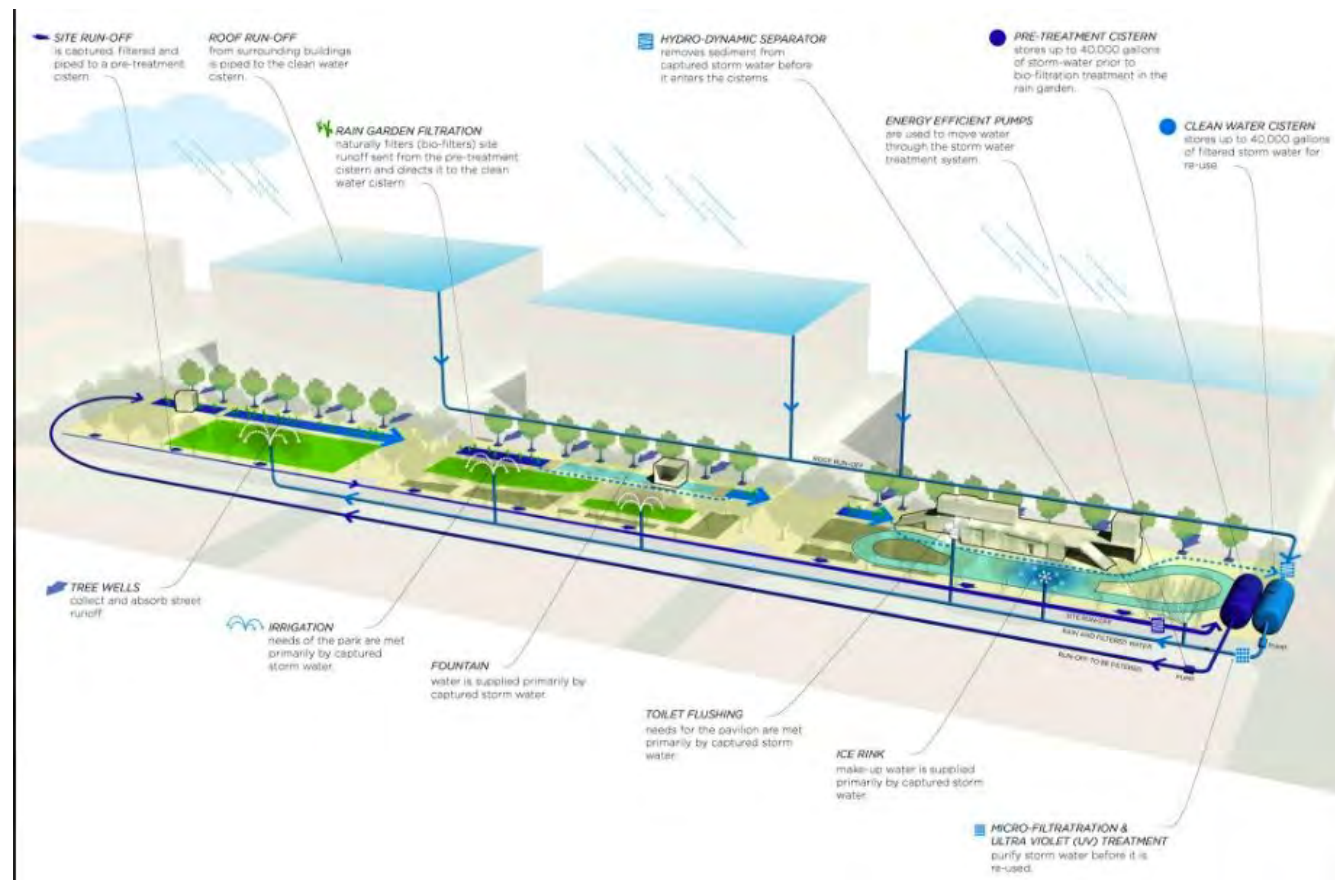 SITE RUN-OFF
is captured, filtered and
piped to a pre-treatment
cistern.
ROOF RUN-OFF
from surrounding buildings
is piped to the clean water
cistern.
RAIN GARDEN FILTRATION
naturally filters (bio-filters) site
runoff sent from the pre-treatment
cistern and directs it to the clean
water cistern
HYDRO-DYNAMIC SEPARATOR
removes sediment from
captured storm water before
it enters the cisterns.
PRE-TREATMENT CISTERN
stores up to 40,000 gallons
of storm-water prior to
bio-filtration treatment in the
rain garden.
ENERGY EFFICIENT PUMPS
are used to move water
through the storm water
treatment system.
CLEAN WATER CISTERN
stores up to 40,000 gallons
of filtered storm water for
re-use
ROOF RUN-OFF
SITE RUN-OFF
RAIN AND FILTERED WATER
RUN-OFF TO BE FILTERED
PUMP
PUMP
TREE WELLS
collect and absorb street
runoff
IRRIGATION
needs of the park are met
primarily by captured
storm water.
FOUNTAIN
water is supplied primarily by
captured storm water.
TOILET FLUSHING
needs for the pavilion are met
primarily by captured storm
water.
ICE RINK
make-up water is supplied
primarily by captured storm
water.
MICRO-FILTRATRATION &
ULTRA VIOLET (UV) TREATMENT
purify storm water before it is
re-used.